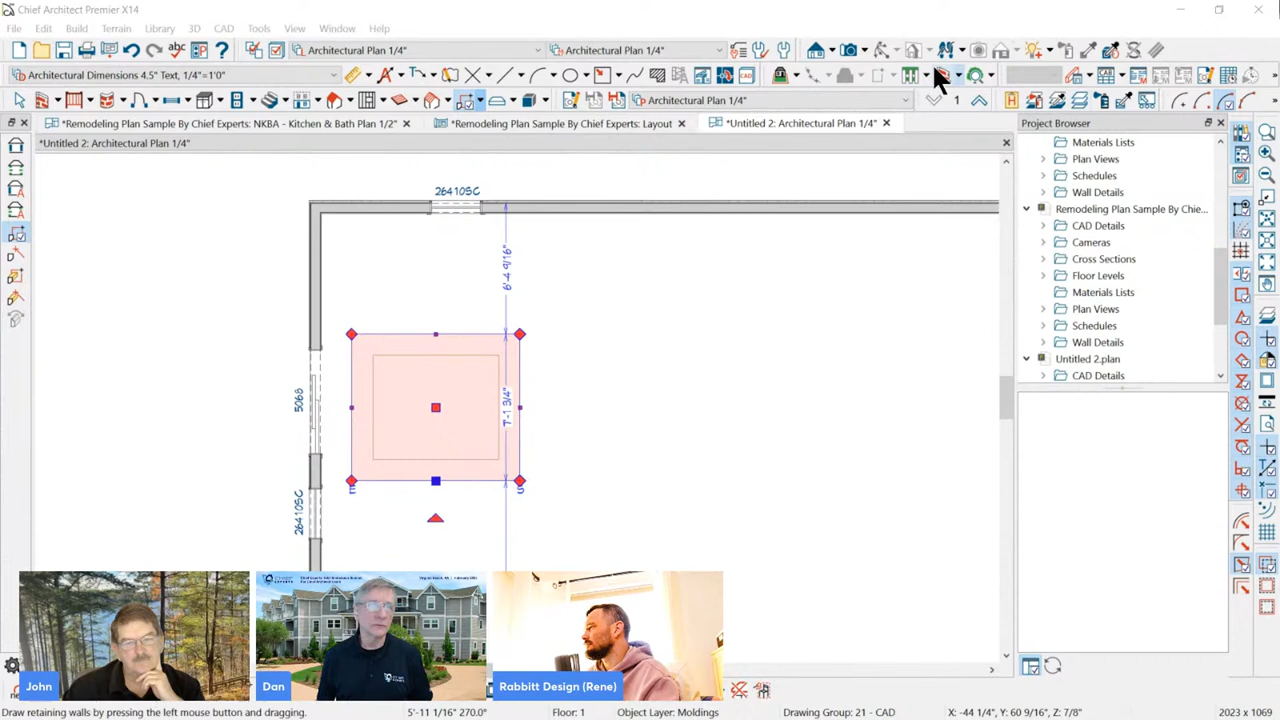 Chief Architect Premier X14
File Edit Build Terrain Library 3D CAD Tools View Window Help
Architectural Plan 1/4" Architectural Plan 1/4"
Architectural Dimensions 4.5" Text, 1/4"=1'0"
CAD
Architectural Plan 1/4" 1
*Remodeling Plan Sample By Chief Experts: NKBA - Kitchen & Bath Plan 1/2" *Remodeling Plan Sample By Chief Experts: Layout *Untitled 2: Architectural Plan 1/4"
*Untitled 2: Architectural Plan 1/4"
Project Browser
Materials Lists
Plan Views
Schedules
Wall Details
Remodeling Plan Sample By Chie...
CAD Details
Cameras
Cross Sections
Floor Levels
Materials Lists
Plan Views
Schedules
Wall Details
Untitled 2.plan
CAD Details
26410SC
6'-4 9/16"
7'-1 3/4"
5068
26410SC
E S
John
Dan
Rabbitt Design (Rene)
Draw retaining walls by pressing the left mouse button and dragging. 5'-11 1/16" 270.0° Floor: 1 Object Layer: Moldings Drawing Group: 21 - CAD X: -44 1/4", Y: 60 9/16", Z: 7/8" 2023 x 1069